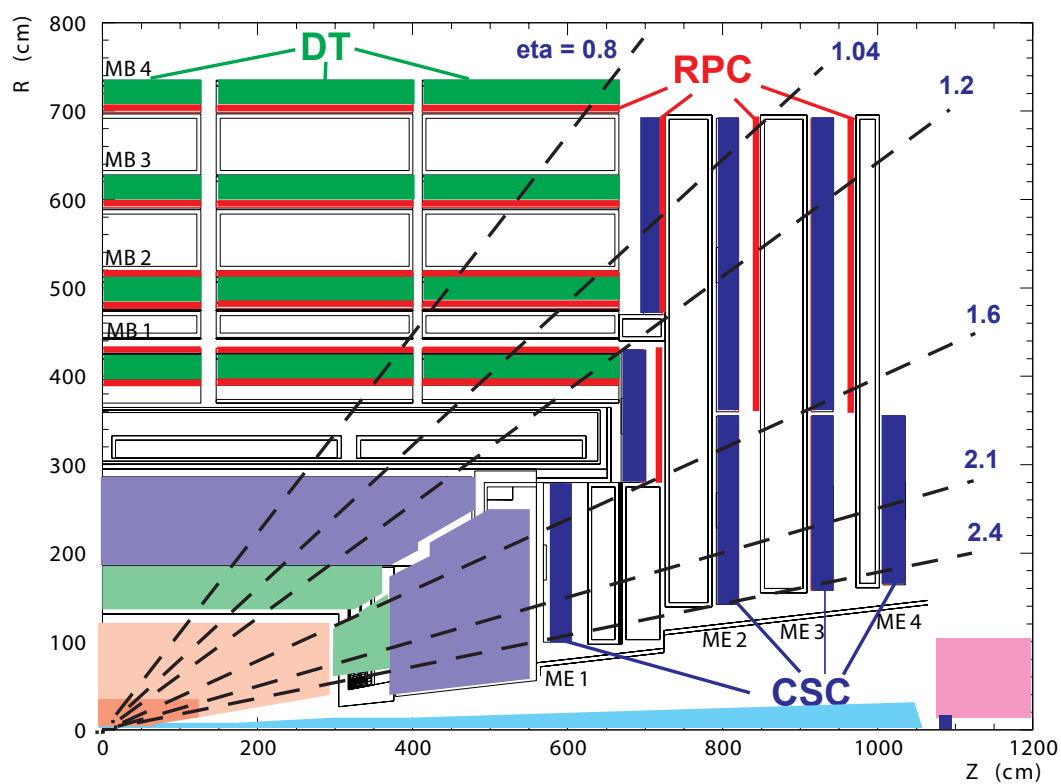 R (cm)
800
700
600
500
400
300
200
100
0
MB 4
DT
eta = 0.8
1.04
RPC
1.2
MB 3
MB 2
MB 1
1.6
2.1
2.4
ME 1
ME 2
ME 3
ME 4
CSC
0
200
400
600
800
1000
1200
Z (cm)